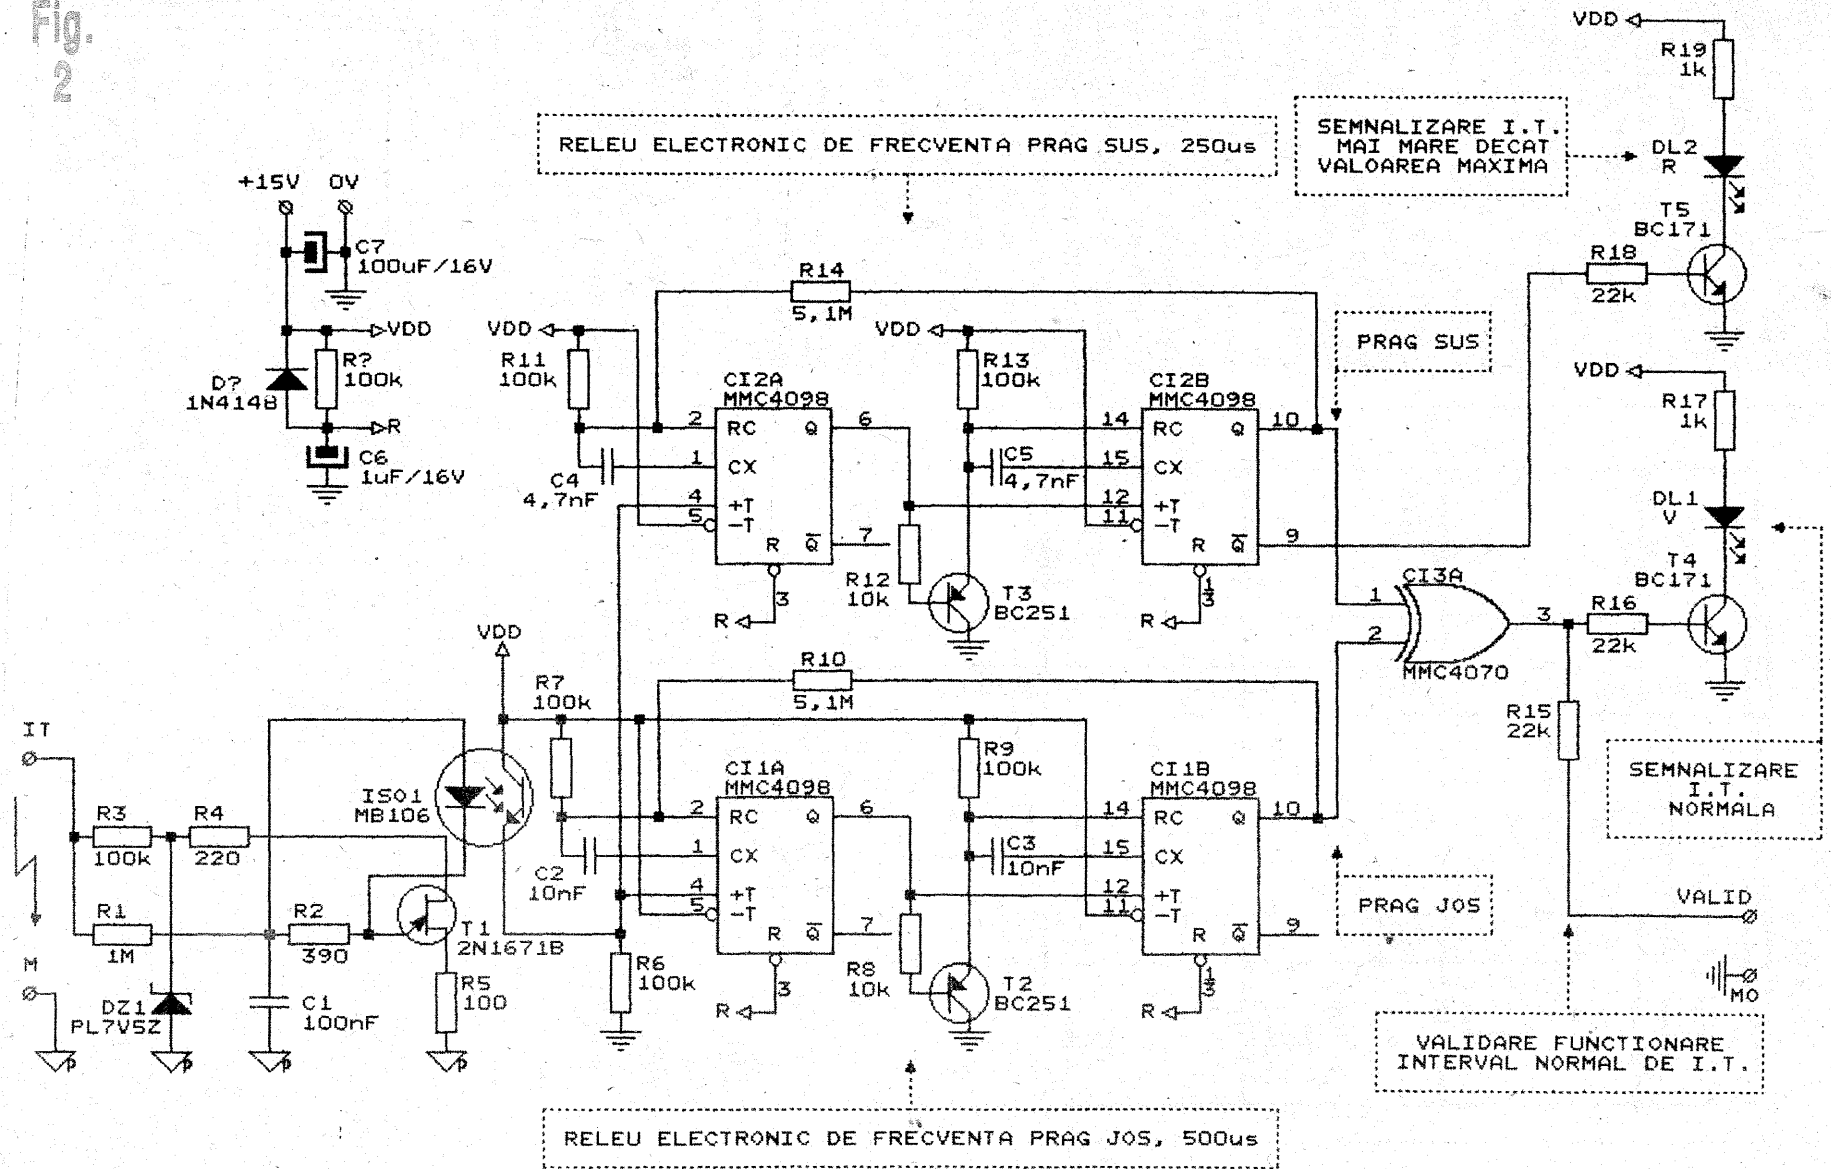 Fig.
2
VDD
R19
1k
SEMNALIZARE I.T.
MAI MARE DECAT
VALOAREA MAXIMA
DL2
R
RELEU ELECTRONIC DE FRECVENTA PRAG SUS, 250us
+15V 0V
C7
100uF/16V
T5
BC171
R18
22k
R14
5,1M
VDD
R?
100k
D?
1N4148
R
C6
1uF/16V
VDD
R11
100k
C4
4,7nF
CI2A
MMC4098
2 RC Q 6
1 CX
4 +T
5 -T
R Q 7
3
R
R12
10k
VDD
R13
100k
C5
4,7nF
T3
BC251
CI2B
MMC4098
14 RC Q 10
15 CX
12 +T
11 -T
R Q 9
13
R
PRAG SUS
VDD
R17
1k
DL1
V
T4
BC171
CI3A
1
2
3
MMC4070
R16
22k
R15
22k
SEMNALIZARE
I.T.
NORMALA
VDD
R7
100k
R10
5,1M
IT
R3
100k
R4
220
ISO1
MB106
R1
1M
R2
390
T1
2N1671B
M
DZ1
PL7V5Z
C1
100nF
R5
100
C2
10nF
R6
100k
CI1A
MMC4098
2 RC Q 6
1 CX
4 +T
5 -T
R Q 7
3
R
R8
10k
R9
100k
C3
10nF
T2
BC251
CI1B
MMC4098
14 RC Q 10
15 CX
12 +T
11 -T
R Q 9
13
R
PRAG JOS
VALID
MO
VALIDARE FUNCTIONARE
INTERVAL NORMAL DE I.T.
RELEU ELECTRONIC DE FRECVENTA PRAG JOS, 500us